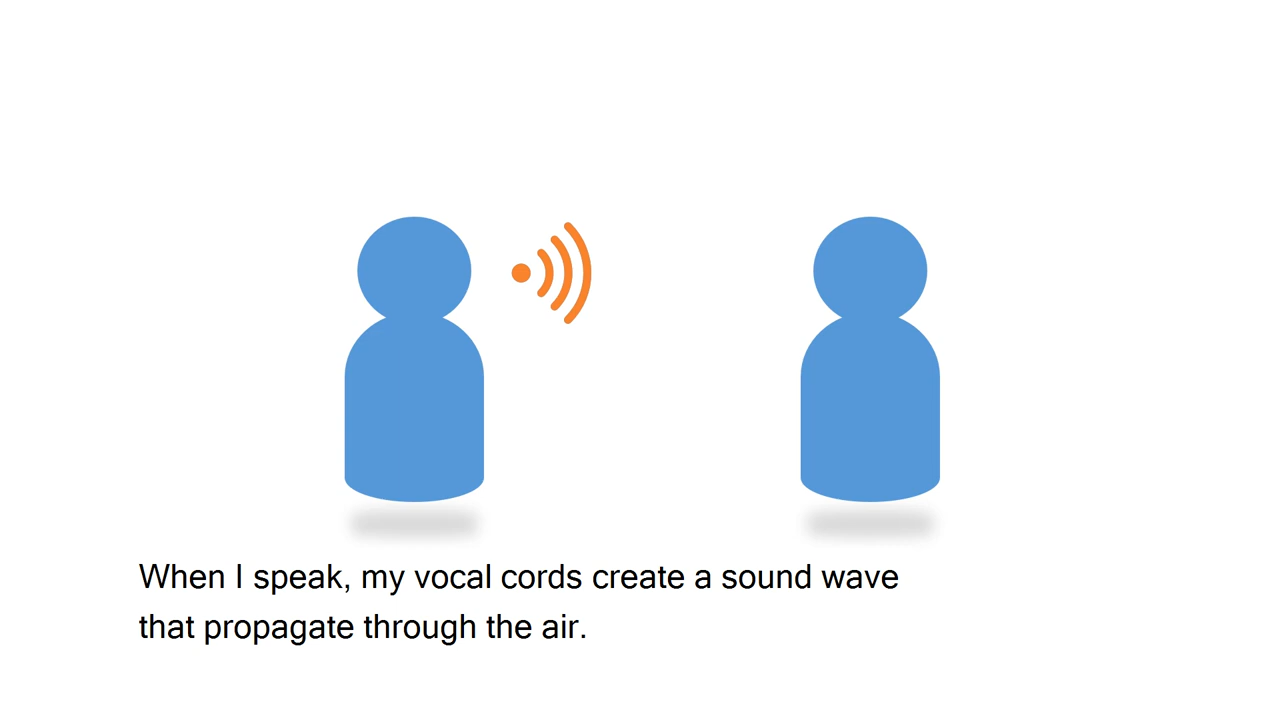 When I speak, my vocal cords create a sound wave
that propagate through the air.